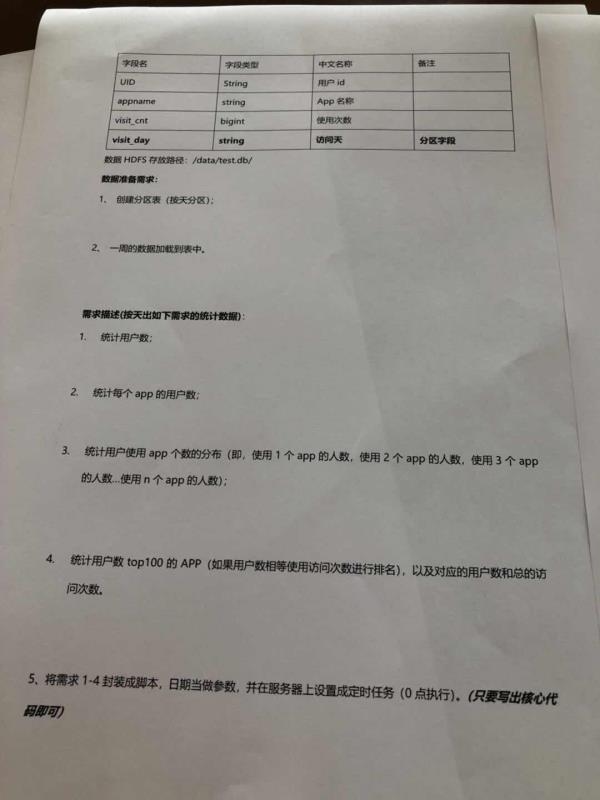 字段名 字段类型 中文名称 备注
UID String 用户 id
appname string App 名称
visit_cnt bigint 使用次数
visit_day string 访问天 分区字段
数据 HDFS 存放路径：/data/test.db/
数据准备需求：
1、 创建分区表（按天分区）；
2、 一周的数据加载到表中。
需求描述(按天出如下需求的统计数据)：
1. 统计用户数；
2. 统计每个 app 的用户数；
3. 统计用户使用 app 个数的分布（即，使用 1 个 app 的人数，使用 2 个 app 的人数，使用 3 个 app
的人数...使用 n 个 app 的人数）；
4. 统计用户数 top100 的 APP（如果用户数相等使用访问次数进行排名），以及对应的用户数和总的访
问次数。
5、将需求 1-4 封装成脚本，日期当做参数，并在服务器上设置成定时任务（0 点执行）。（只要写出核心代
码即可）